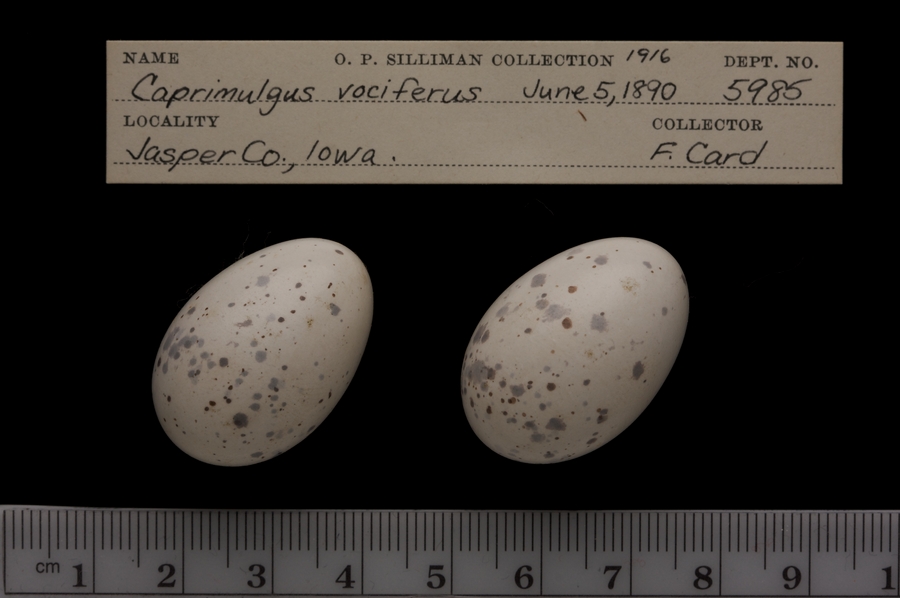 NAME O. P. SILLIMAN COLLECTION 1916 DEPT. NO.
Caprimulgus vociferus June 5, 1890 5985
LOCALITY COLLECTOR
Jasper Co., Iowa. F. Card
cm 1 2 3 4 5 6 7 8 9 1